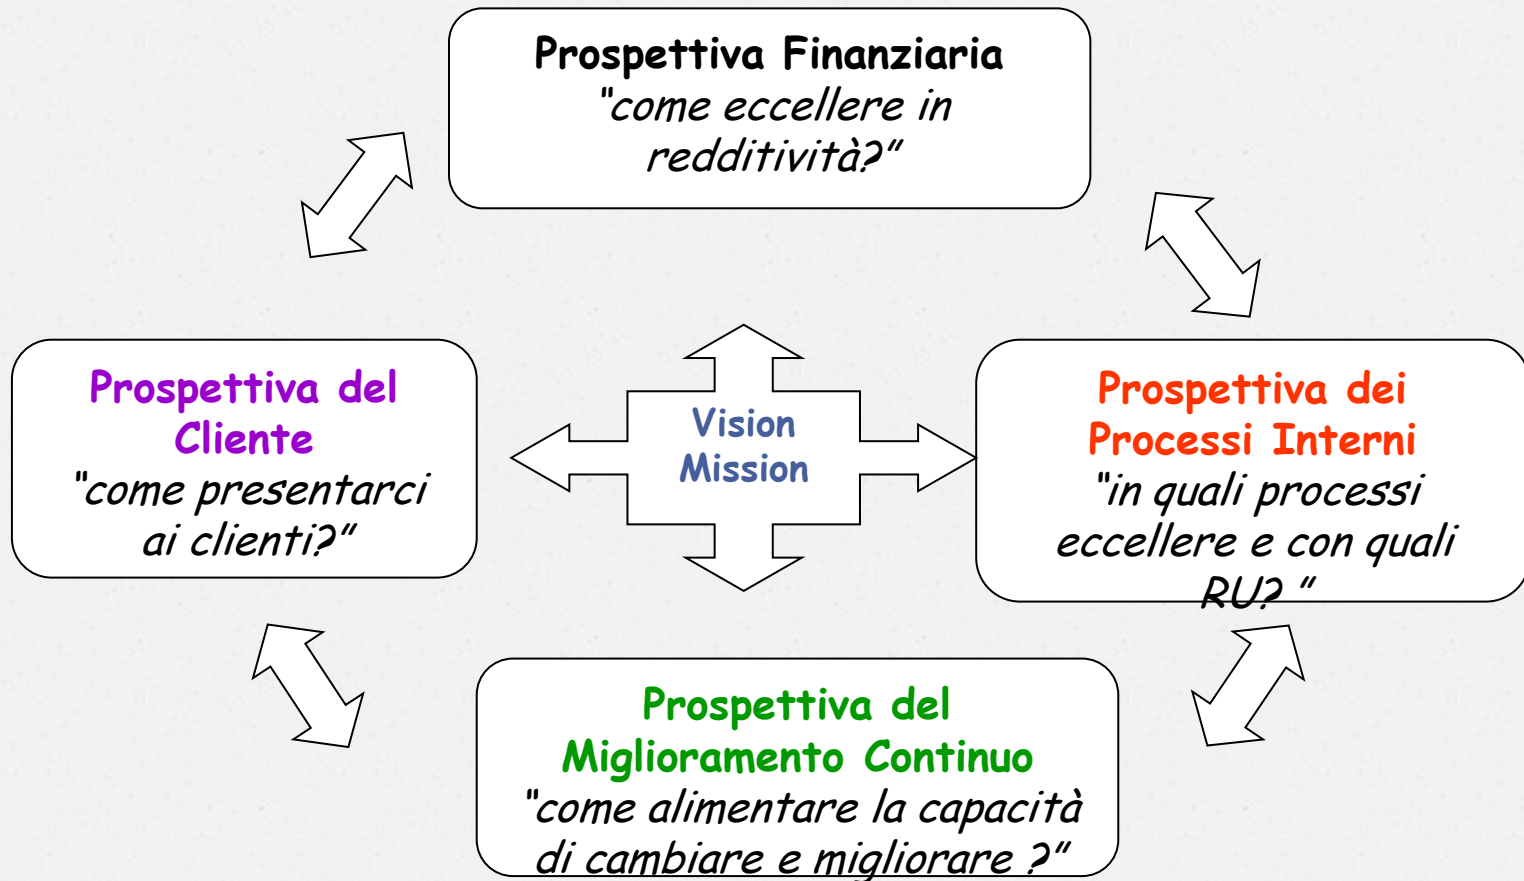 Prospettiva Finanziaria
"come eccellere in
redditività?"
Prospettiva del
Cliente
"come presentarci
ai clienti?"
Vision
Mission
Prospettiva dei
Processi Interni
"in quali processi
eccellere e con quali
RU? "
Prospettiva del
Miglioramento Continuo
"come alimentare la capacità
di cambiare e migliorare ?"